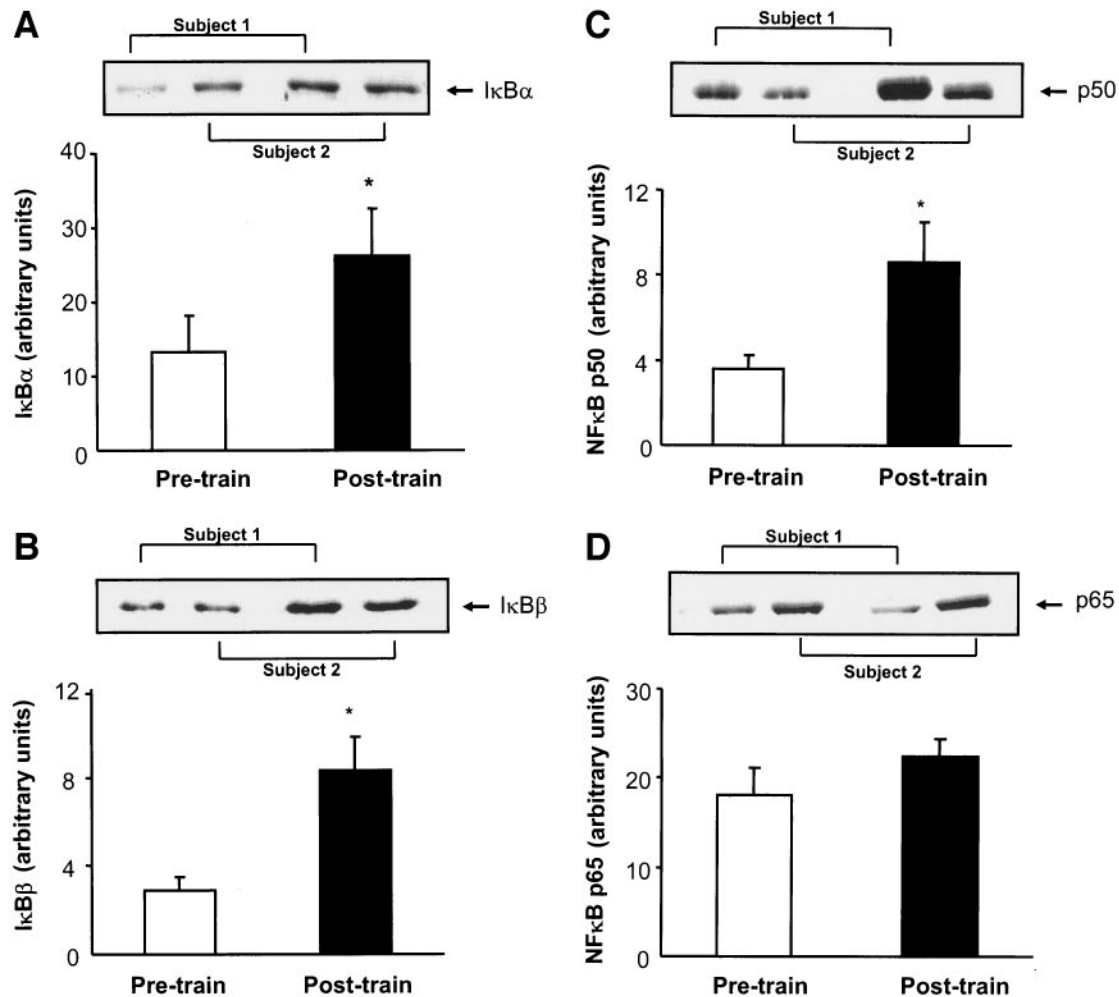 A
Subject 1
← IκBα
Subject 2
IκBα (arbitrary units)
40
30
20
10
0
*
Pre-train
Post-train
B
Subject 1
← IκBβ
Subject 2
IκBβ (arbitrary units)
12
8
4
0
*
Pre-train
Post-train
C
Subject 1
← p50
Subject 2
NFκB p50 (arbitrary units)
12
8
4
0
*
Pre-train
Post-train
D
Subject 1
← p65
Subject 2
NFκB p65 (arbitrary units)
30
20
10
0
Pre-train
Post-train